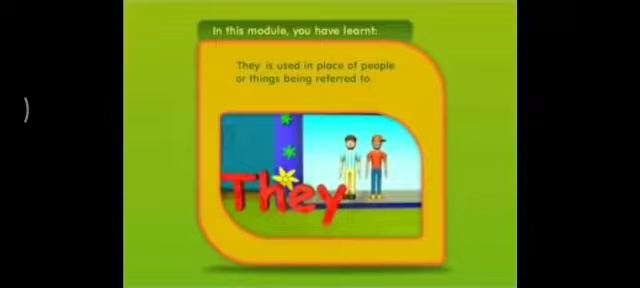 In this module, you have learnt:
They is used in place of people
or things being referred to.
They